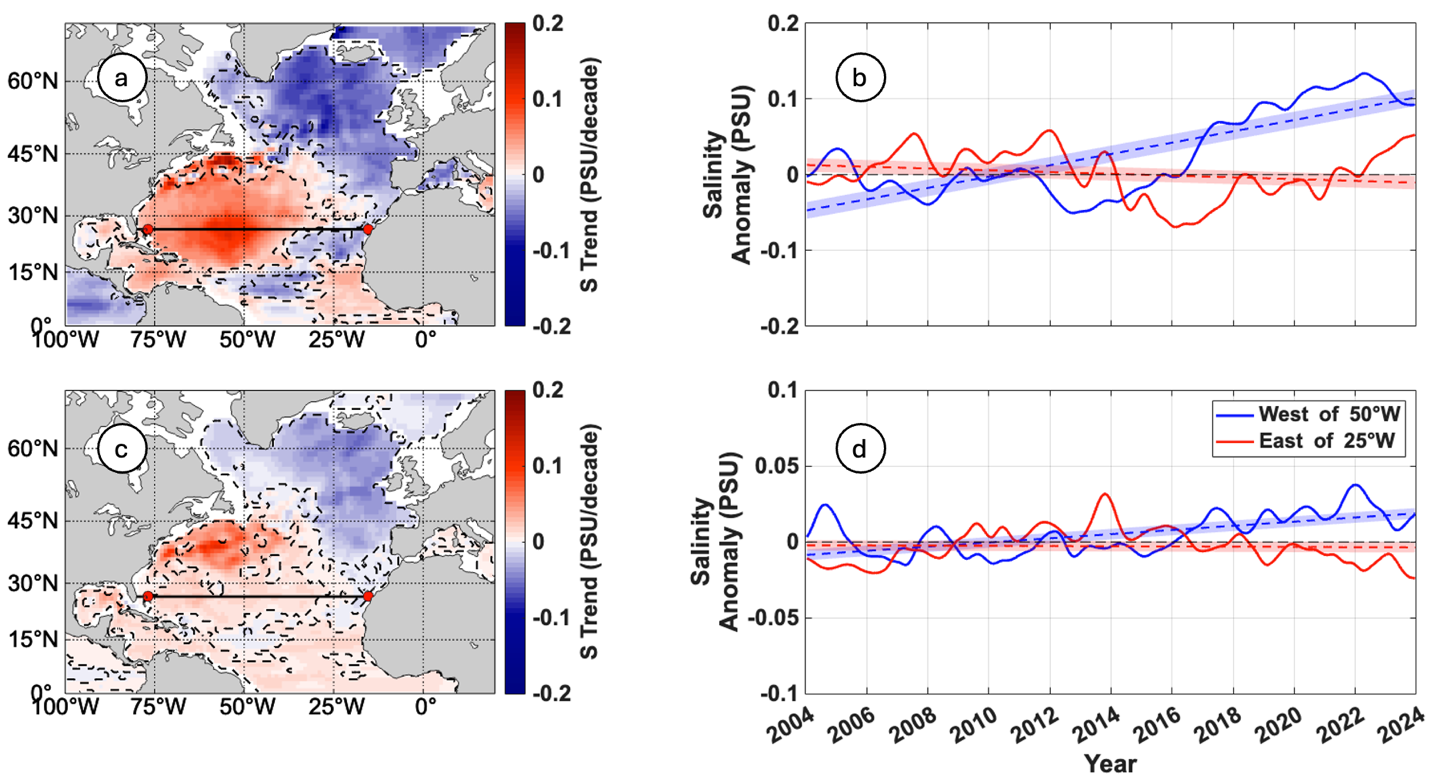 a
60°N
45°N
30°N
15°N
0°
100°W 75°W 50°W 25°W 0°
0.2
0.1
0
-0.1
-0.2
S Trend (PSU/decade)
b
0.2
0.1
0
-0.1
-0.2
Salinity
Anomaly (PSU)
c
60°N
45°N
30°N
15°N
0°
100°W 75°W 50°W 25°W 0°
0.2
0.1
0
-0.1
-0.2
S Trend (PSU/decade)
d
West of 50°W
East of 25°W
0.1
0.05
0
-0.05
-0.1
Salinity
Anomaly (PSU)
2004 2006 2008 2010 2012 2014 2016 2018 2020 2022 2024
Year